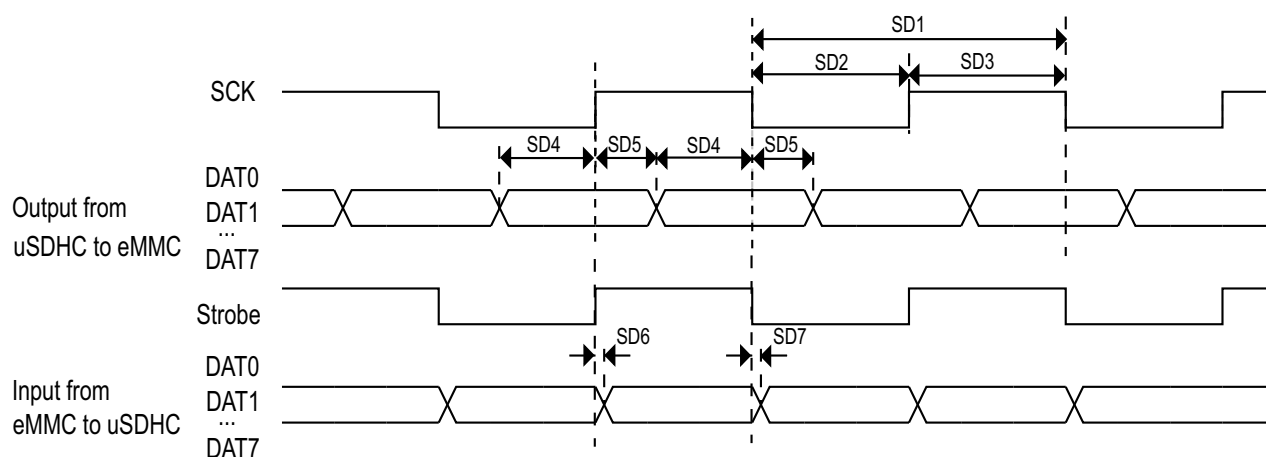 SD1
SD2 SD3
SCK
SD4 SD5 SD4 SD5
DAT0
Output from
uSDHC to eMMC
DAT1
...
DAT7
Strobe
SD6 SD7
DAT0
Input from
eMMC to uSDHC
DAT1
...
DAT7